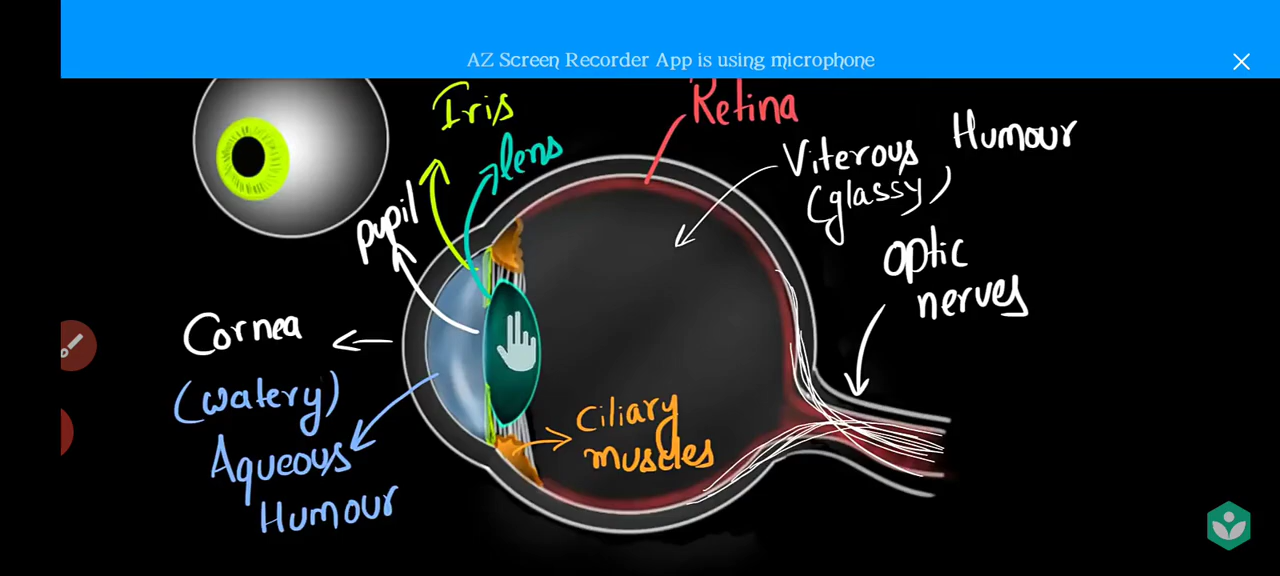 AZ Screen Recorder App is using microphone
Iris
Retina
lens
Viterous Humour
(glassy)
pupil
optic
nerves
Cornea
(watery)
Aqueous
Humour
Ciliary
muscles